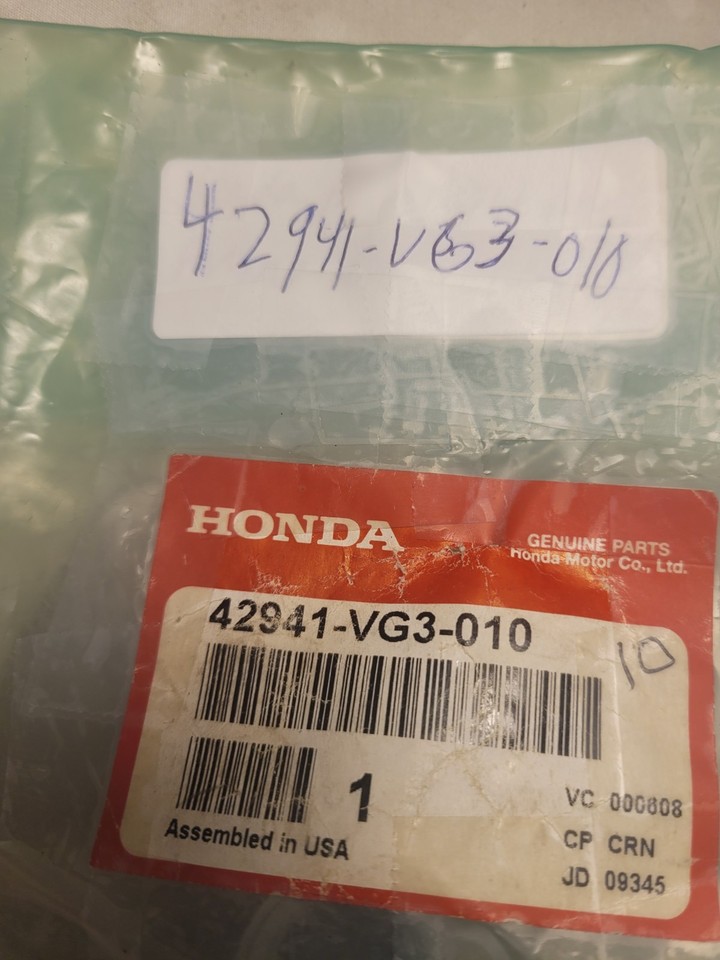 42941-VG3-010
HONDA
GENUINE PARTS
Honda Motor Co., Ltd.
42941-VG3-010
10
1
VC 000608
Assembled in USA
CP CRN
JD 09345